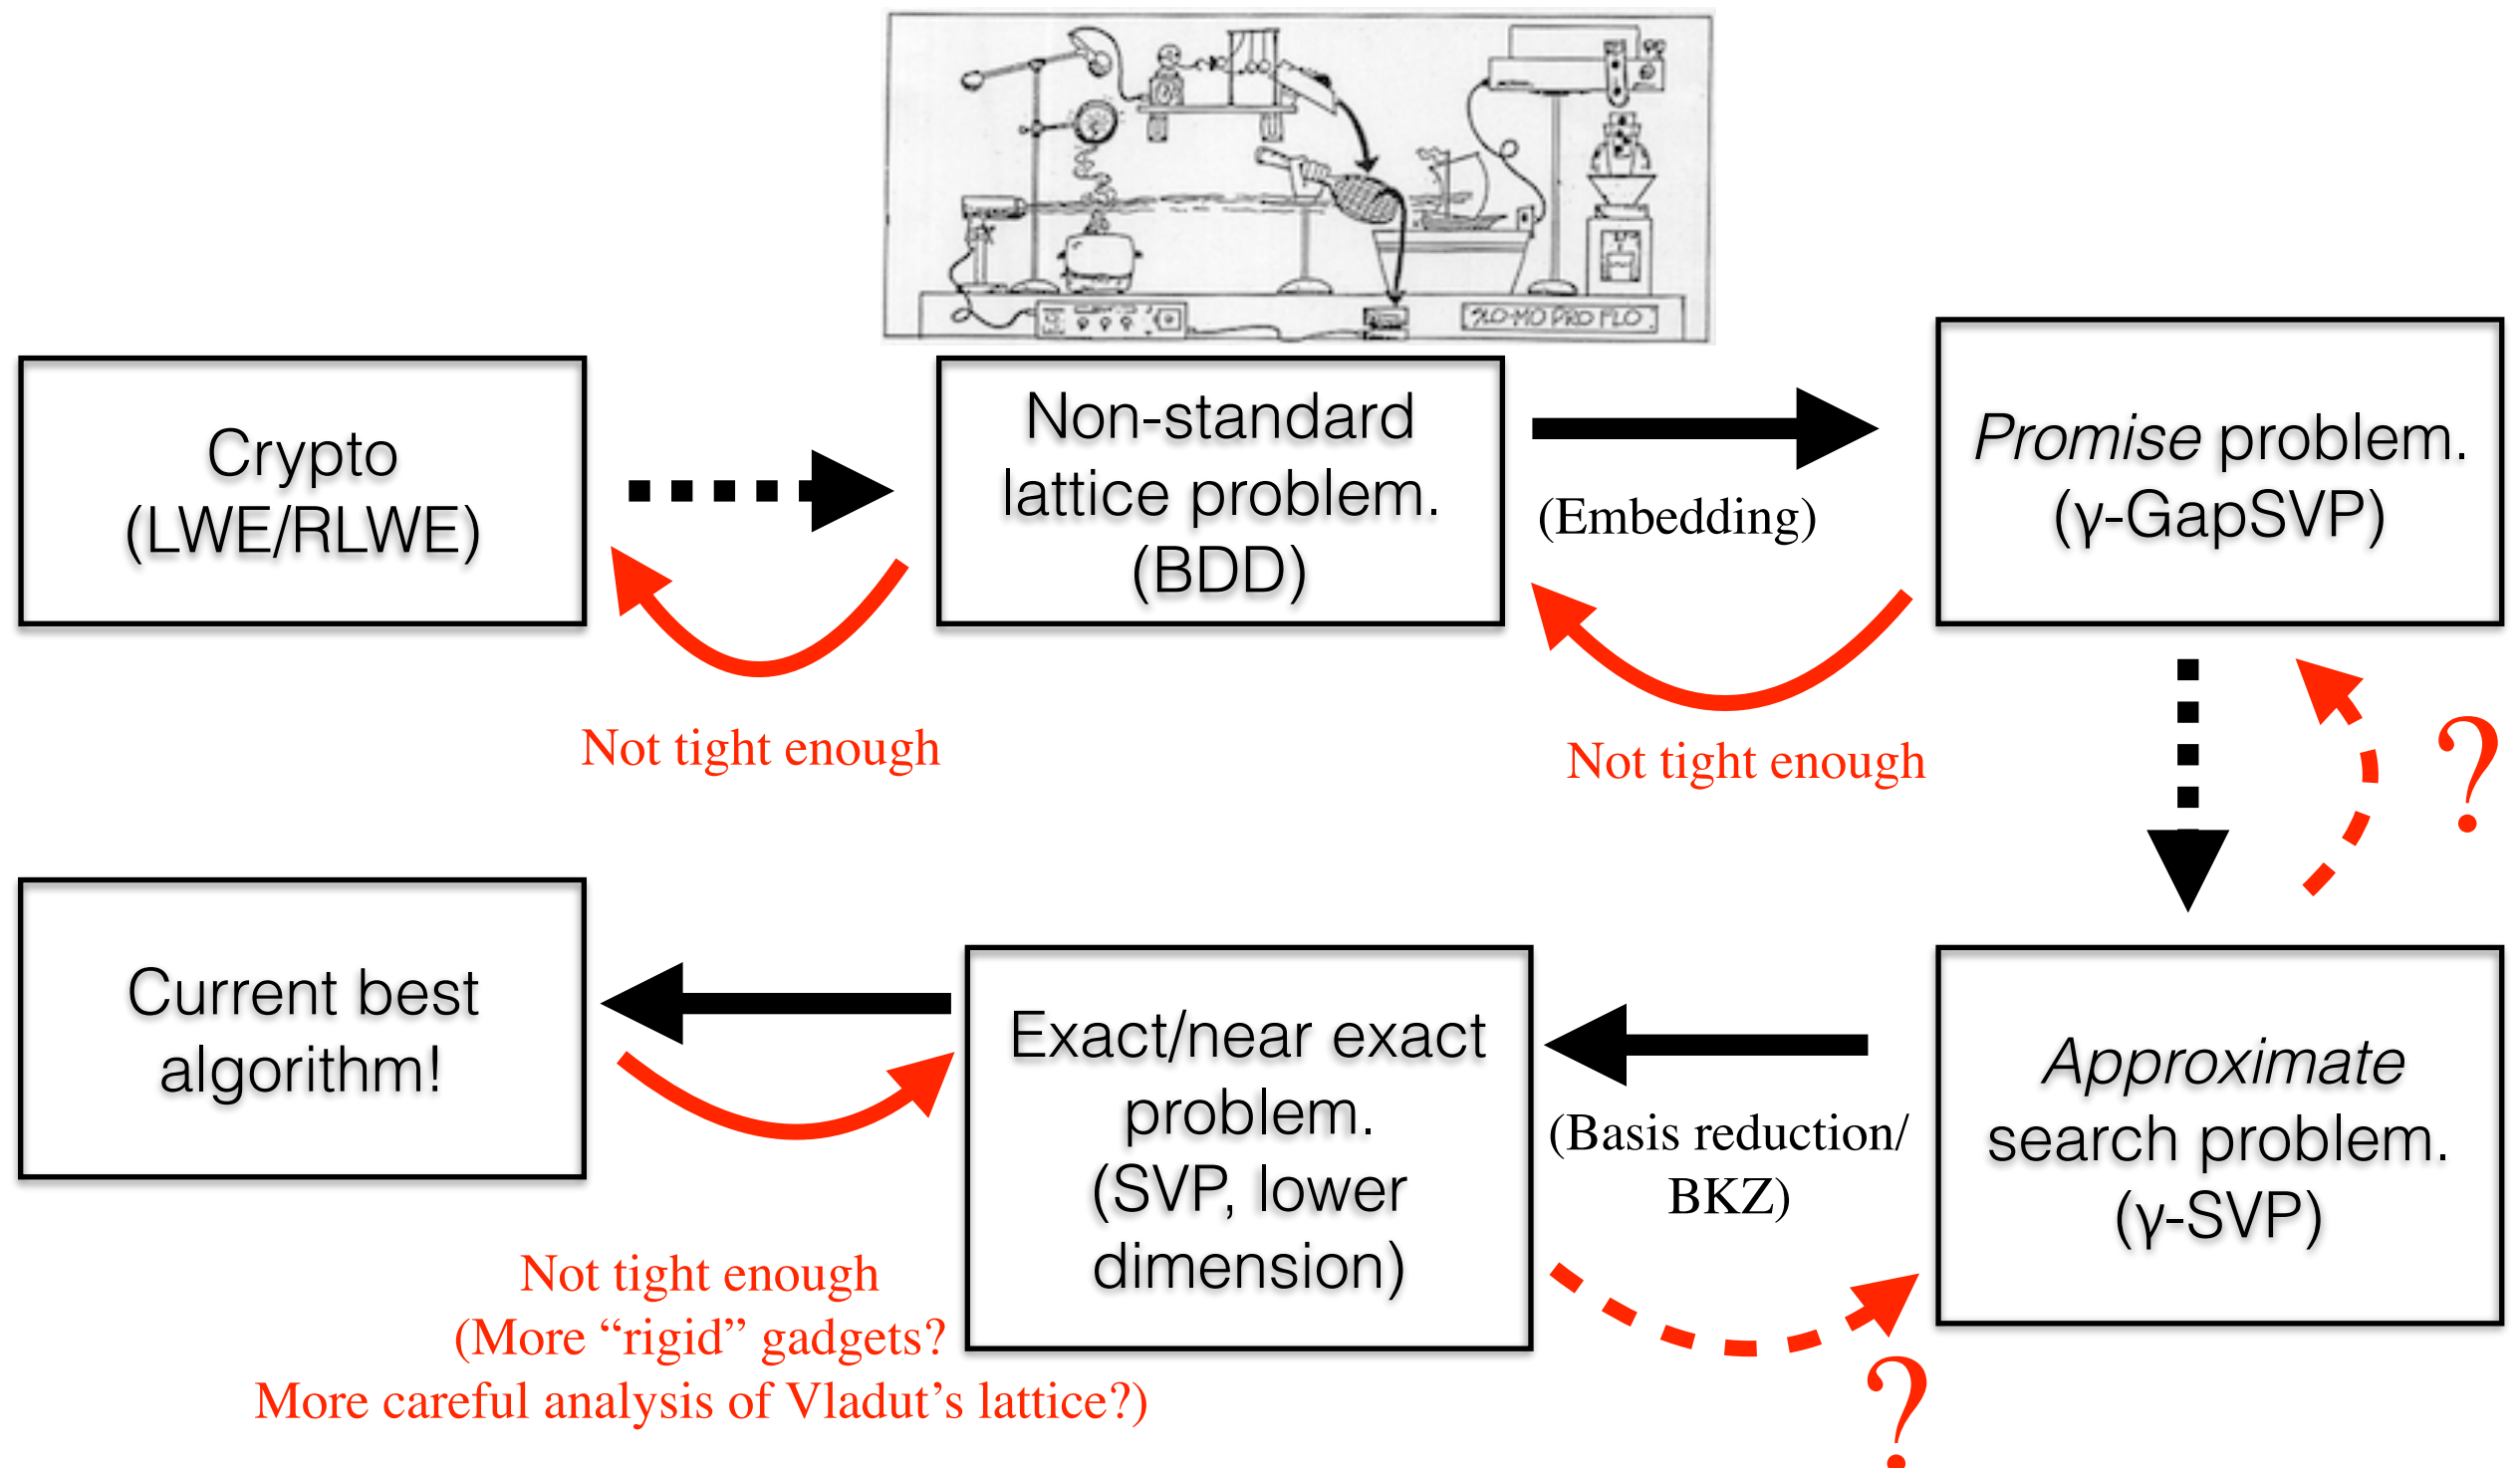 Crypto
(LWE/RLWE)
Non-standard
lattice problem.
(BDD)
(Embedding)
Promise problem.
(γ-GapSVP)
Not tight enough
Not tight enough
?
Current best
algorithm!
Exact/near exact
problem.
(SVP, lower
dimension)
(Basis reduction/
BKZ)
Approximate
search problem.
(γ-SVP)
Not tight enough
(More “rigid” gadgets?
More careful analysis of Vladut’s lattice?)
?